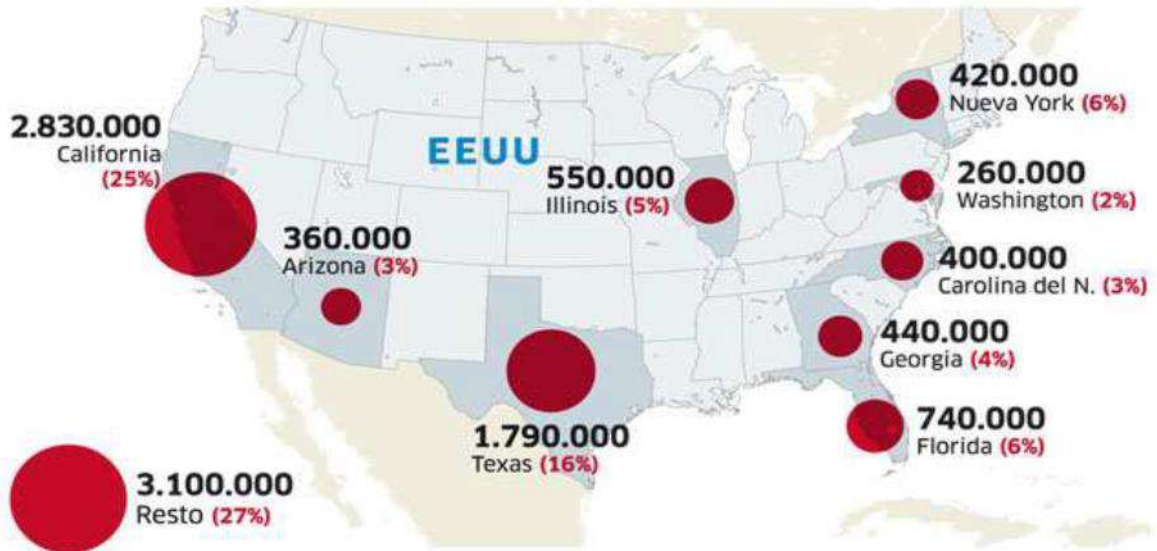 420.000
Nueva York (6%)
2.830.000
California
(25%)
EEUU
550.000
Illinois (5%)
260.000
Washington (2%)
360.000
Arizona (3%)
400.000
Carolina del N. (3%)
440.000
Georgia (4%)
740.000
Florida (6%)
1.790.000
Texas (16%)
3.100.000
Resto (27%)